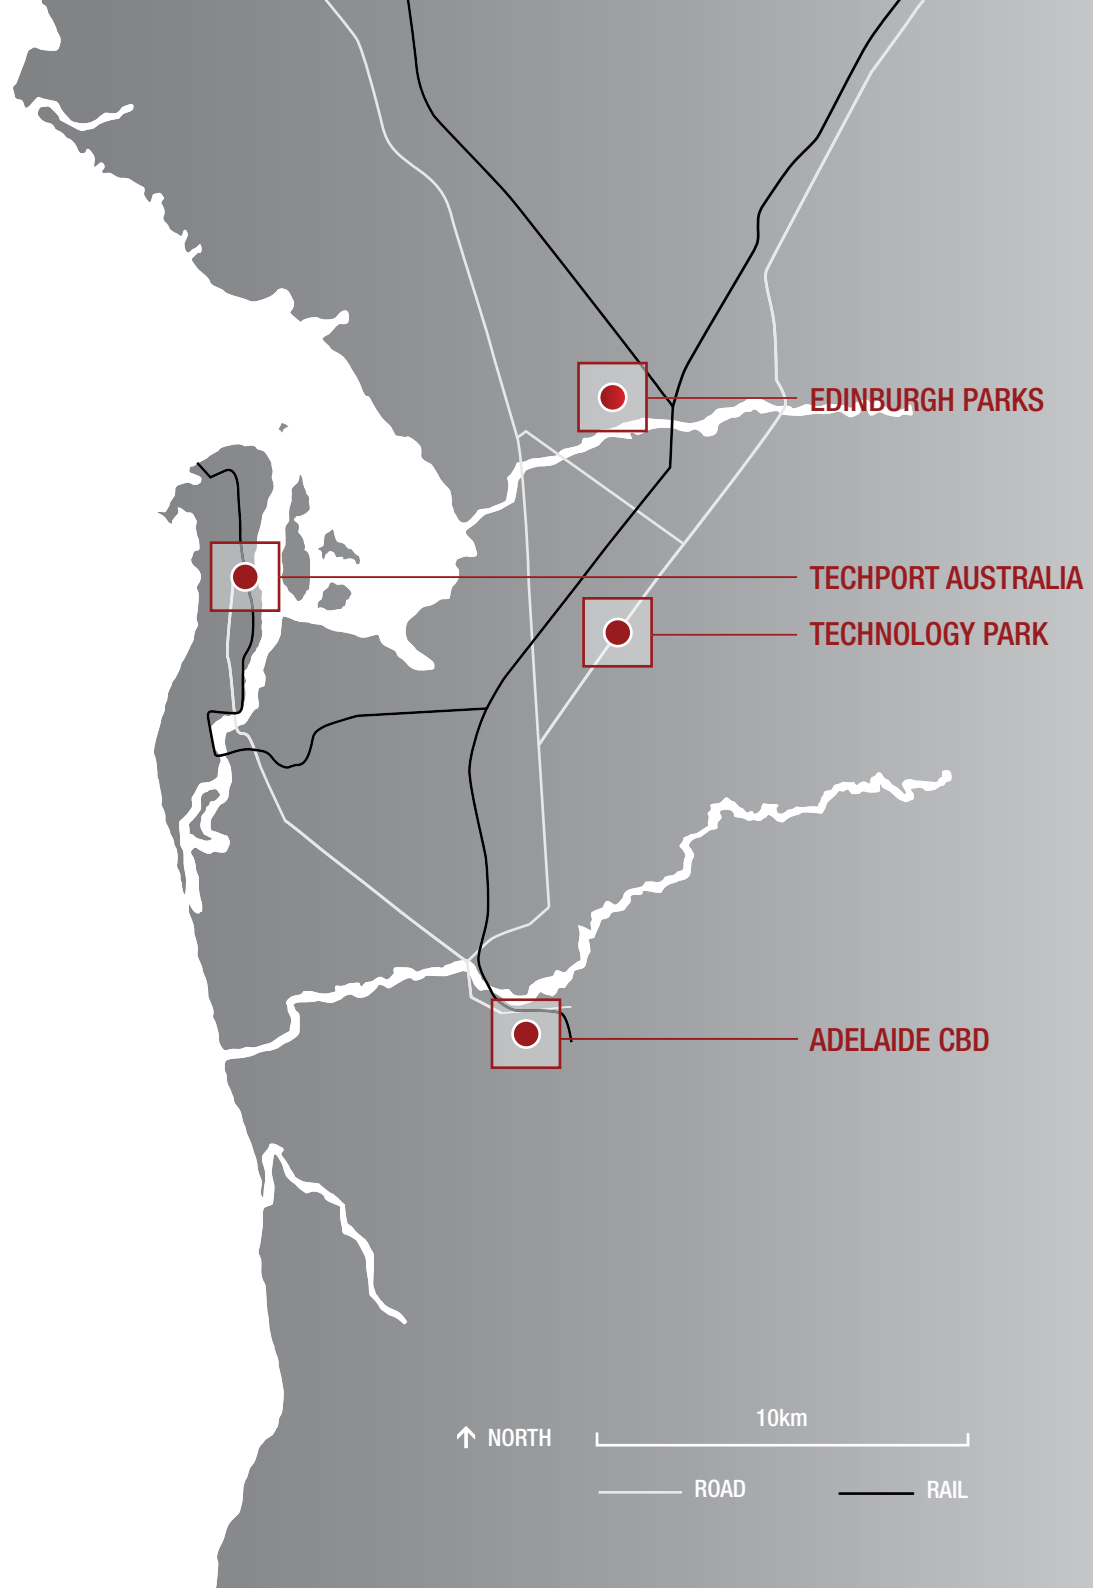 EDINBURGH PARKS
TECHPORT AUSTRALIA
TECHNOLOGY PARK
ADELAIDE CBD
10km
NORTH
ROAD
RAIL